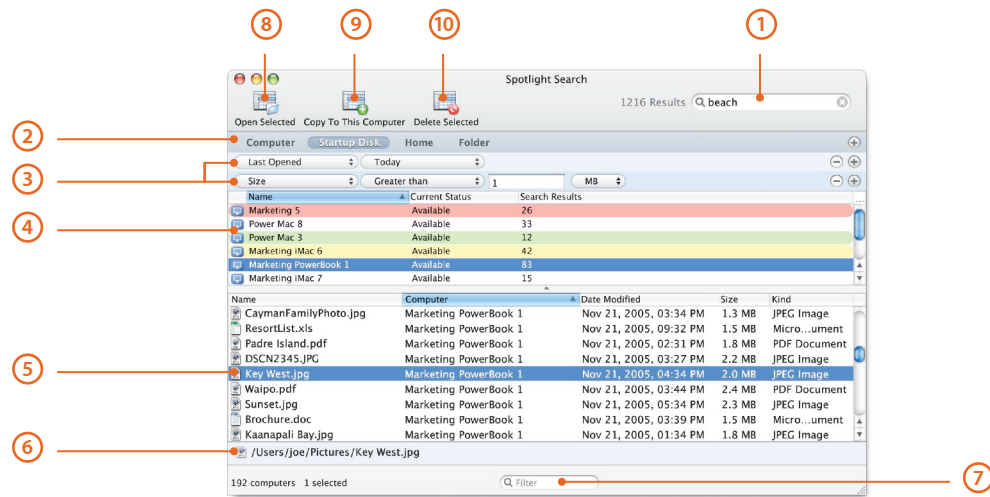 8 9 10 1
Spotlight Search
1216 Results beach
Open Selected Copy To This Computer Delete Selected
2 Computer Startup Disk Home Folder
3 Last Opened Today
Size Greater than 1 MB
Name Current Status Search Results
Marketing 5 Available 26
4 Power Mac 8 Available 33
Power Mac 3 Available 12
Marketing iMac 6 Available 42
Marketing PowerBook 1 Available 83
Marketing iMac 7 Available 15
Name Computer Date Modified Size Kind
CaymanFamilyPhoto.jpg Marketing PowerBook 1 Nov 21, 2005, 03:34 PM 1.3 MB JPEG Image
ResortList.xls Marketing PowerBook 1 Nov 21, 2005, 09:32 PM 1.5 MB Micro...ument
Padre Island.pdf Marketing PowerBook 1 Nov 21, 2005, 02:31 PM 1.8 MB PDF Document
DSCN2345.JPG Marketing PowerBook 1 Nov 21, 2005, 03:27 PM 2.2 MB JPEG Image
5 Key West.jpg Marketing PowerBook 1 Nov 21, 2005, 04:34 PM 2.0 MB JPEG Image
Waipo.pdf Marketing PowerBook 1 Nov 21, 2005, 03:44 PM 2.4 MB PDF Document
Sunset.jpg Marketing PowerBook 1 Nov 21, 2005, 05:34 PM 2.3 MB JPEG Image
Brochure.doc Marketing PowerBook 1 Nov 21, 2005, 03:39 PM 1.5 MB Micro...ument
Kaanapali Bay.jpg Marketing PowerBook 1 Nov 21, 2005, 01:34 PM 1.8 MB JPEG Image
6 /Users/joe/Pictures/Key West.jpg
192 computers 1 selected Filter 7